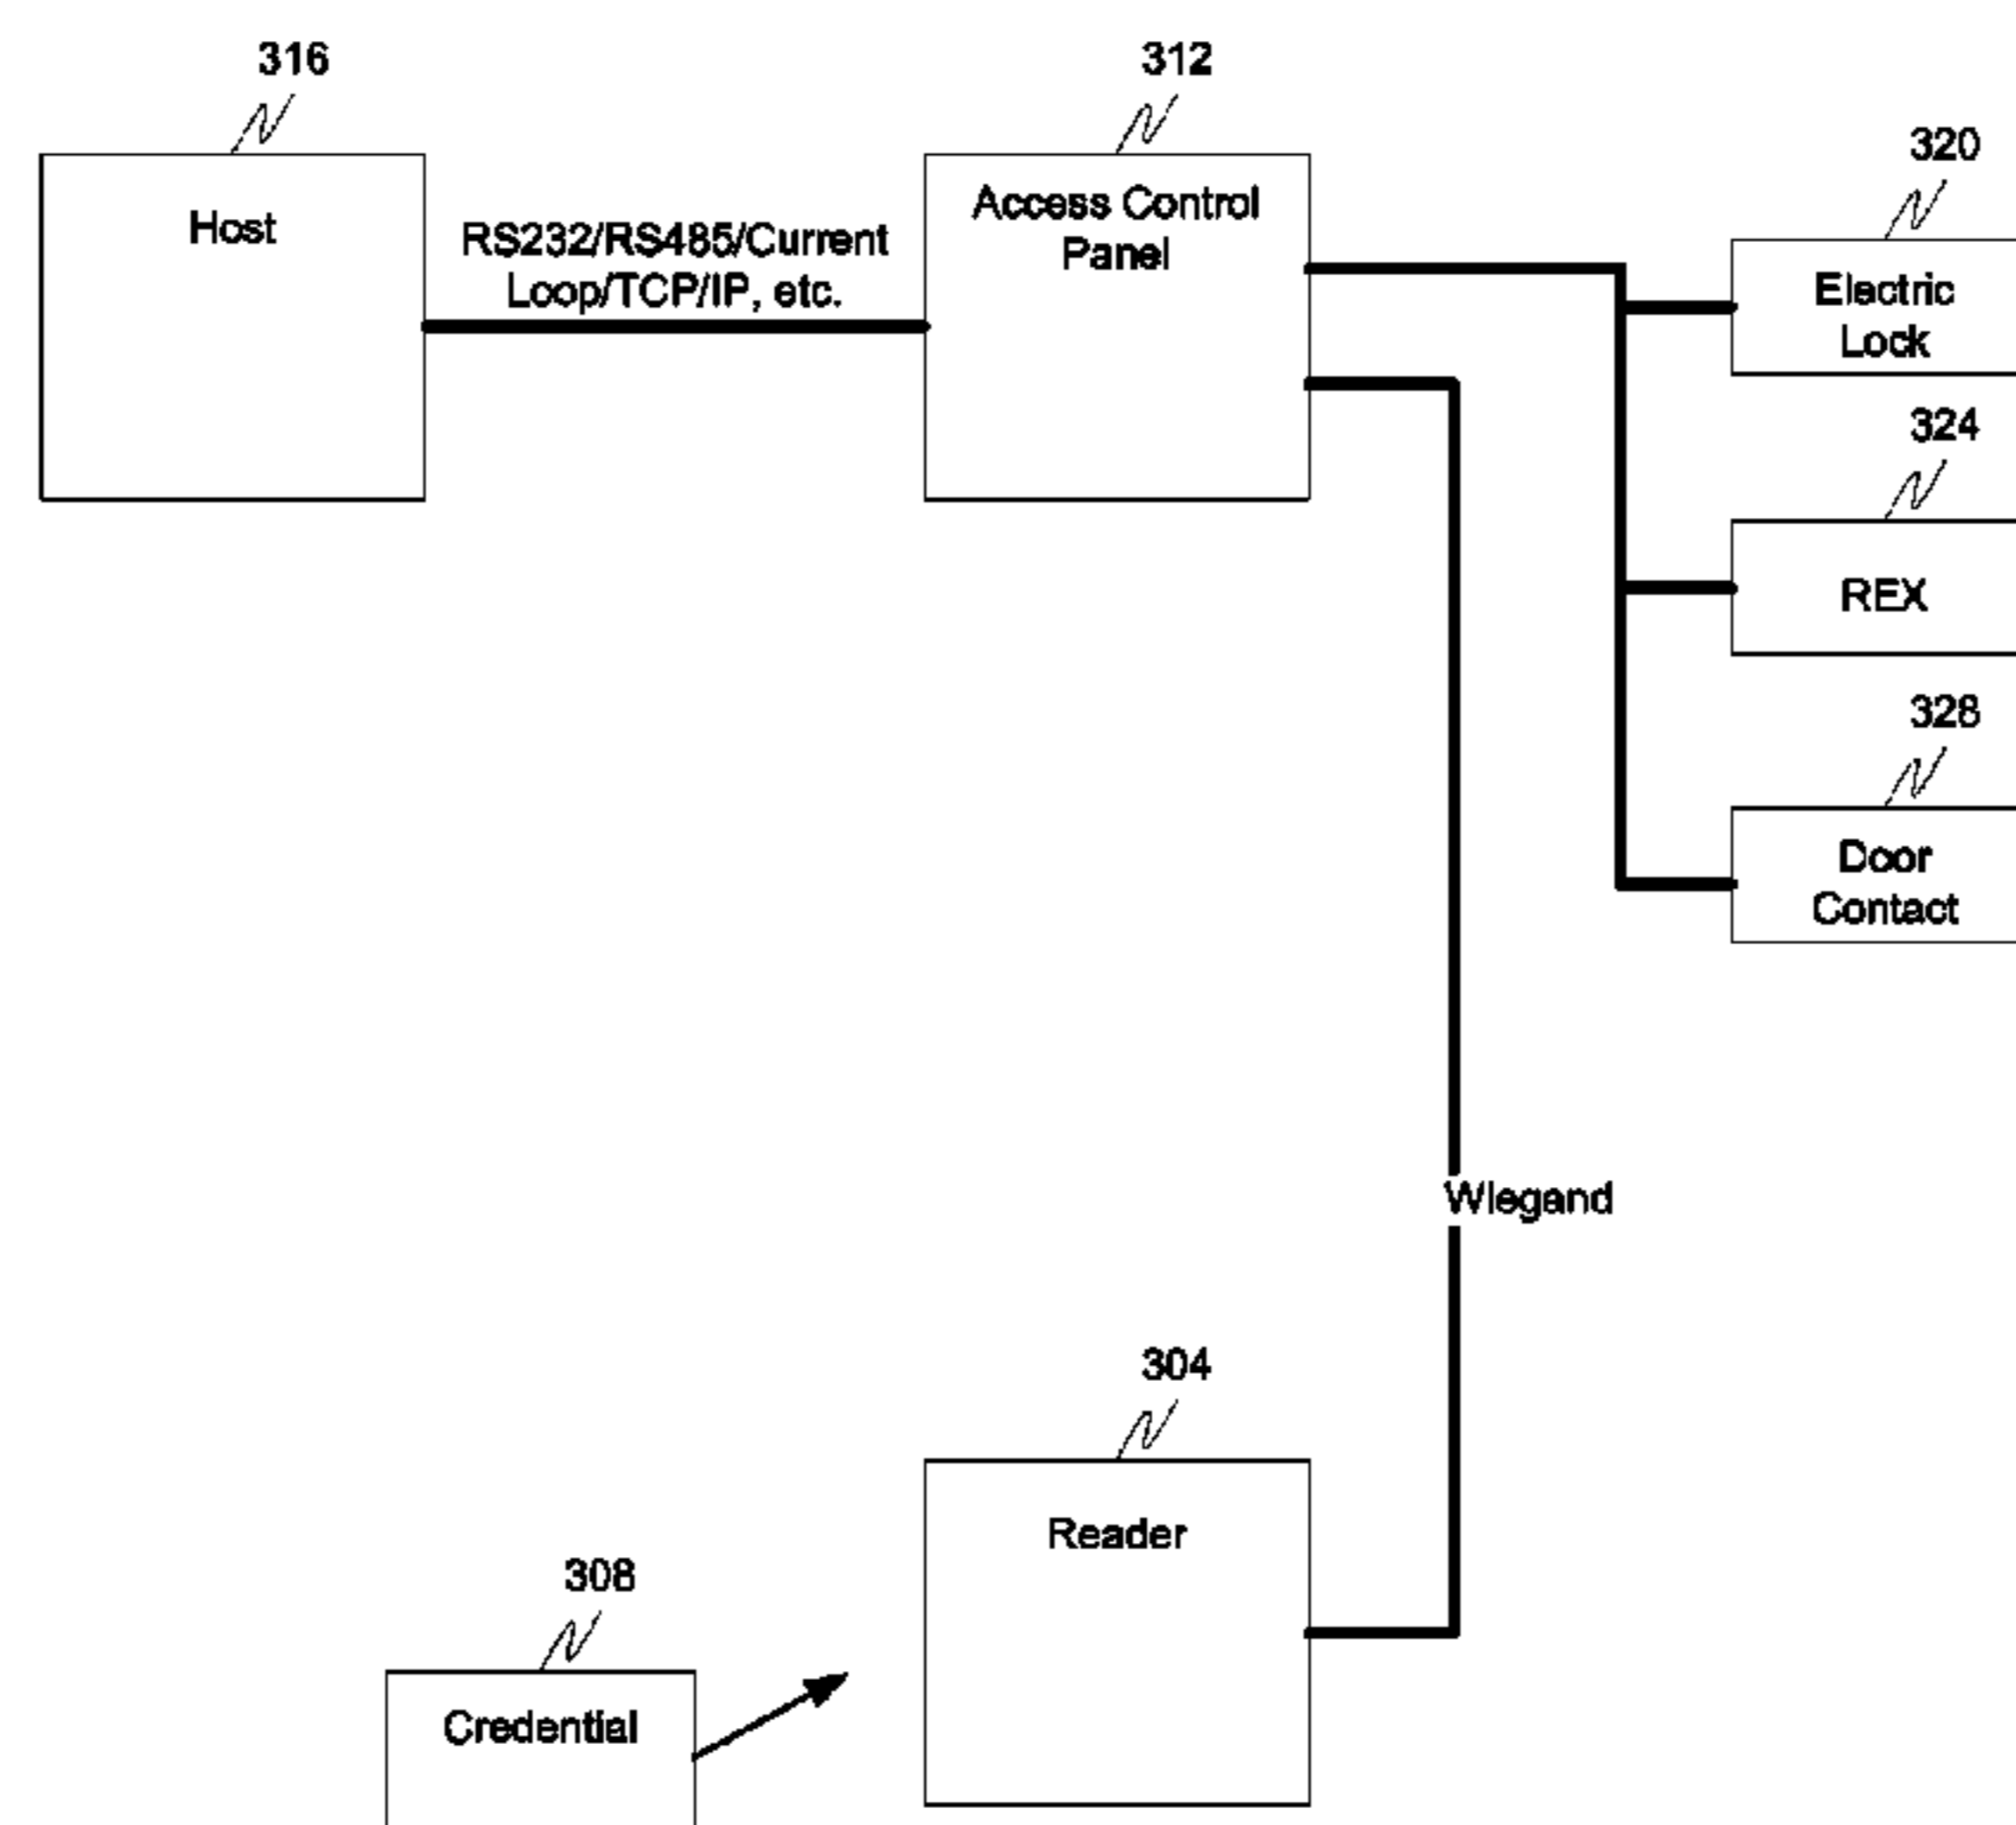 316
312
320
Host
RS232/RS485/Current
Loop/TCP/IP, etc.
Access Control
Panel
Electric
Lock
324
REX
328
Door
Contact
Wiegand
304
Reader
308
Credential